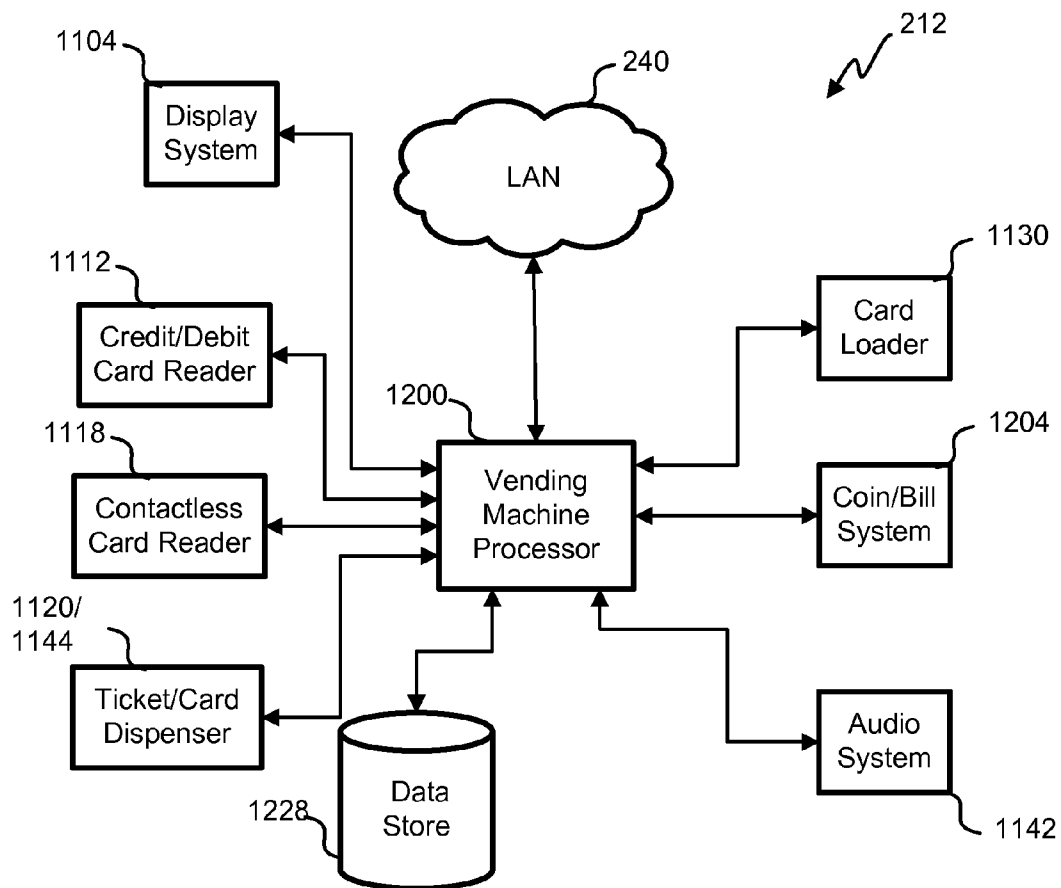 212
1104
Display
System
240
LAN
1112
Credit/Debit
Card Reader
1130
Card
Loader
1200
Vending
Machine
Processor
1118
Contactless
Card Reader
1204
Coin/Bill
System
1120/
1144
Ticket/Card
Dispenser
1228
Data
Store
Audio
System
1142